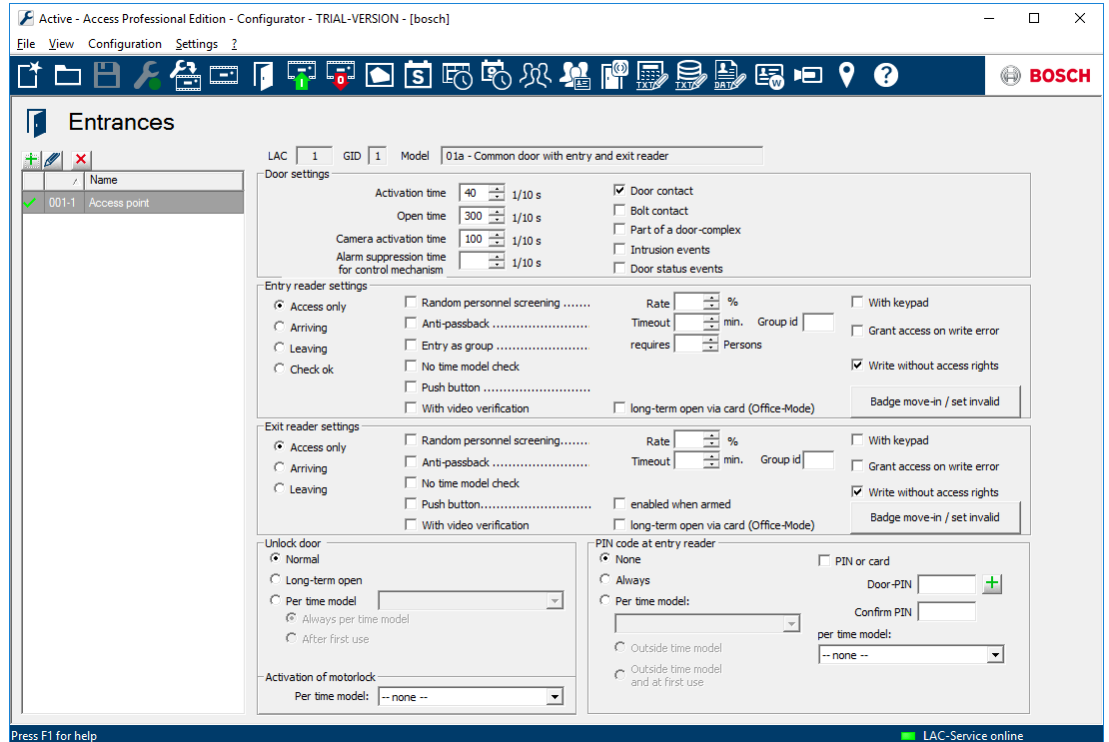 Active - Access Professional Edition - Configurator - TRIAL-VERSION - [bosch]
File View Configuration Settings ?
S TXT TXT DATA W ? BOSCH
Entrances
LAC 1 GID 1 Model 01a - Common door with entry and exit reader
/ Name
001-1 Access point
Door settings
Activation time 40 1/10 s
Open time 300 1/10 s
Camera activation time 100 1/10 s
Alarm suppression time
for control mechanism 1/10 s
Door contact
Bolt contact
Part of a door-complex
Intrusion events
Door status events
Entry reader settings
Access only
Arriving
Leaving
Check ok
Random personnel screening ....... Rate %
Anti-passback ........................ Timeout min. Group id
Entry as group ....................... requires Persons
No time model check
Push button ..........................
With video verification long-term open via card (Office-Mode)
With keypad
Grant access on write error
Write without access rights
Badge move-in / set invalid
Exit reader settings
Access only
Arriving
Leaving
Random personnel screening....... Rate %
Anti-passback ........................ Timeout min. Group id
No time model check
Push button........................... enabled when armed
With video verification long-term open via card (Office-Mode)
With keypad
Grant access on write error
Write without access rights
Badge move-in / set invalid
Unlock door
Normal
Long-term open
Per time model
Always per time model
After first use
Activation of motorlock
Per time model: -- none --
PIN code at entry reader
None
Always
Per time model:
Outside time model
Outside time model
and at first use
PIN or card
Door-PIN
Confirm PIN
per time model:
-- none --
Press F1 for help LAC-Service online